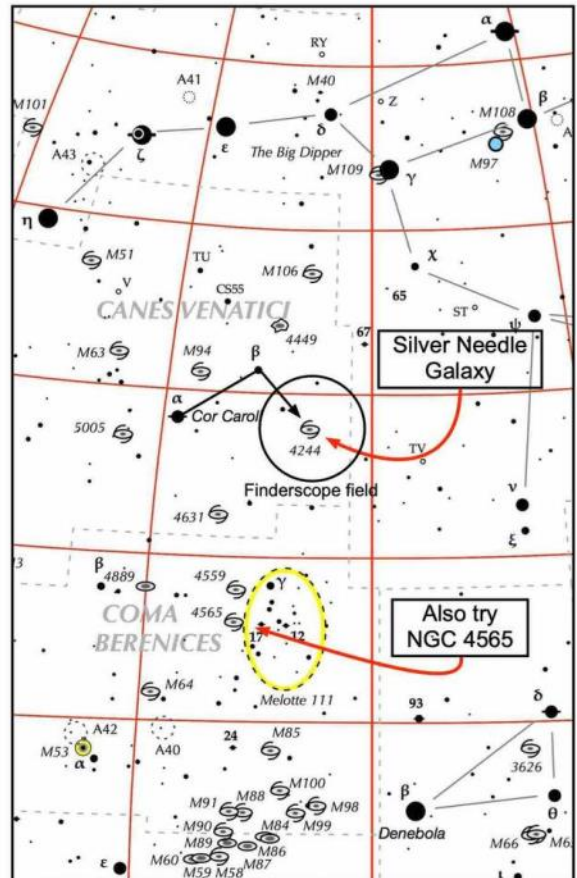 α
RY
A41
M40
Z
M108
β
M101
A
ζ
ε
δ
A43
The Big Dipper
M97
M109
γ
η
M51
TU
M106
χ
V
CS55
65
ST
ψ
CANES VENATICI
4449
67
Silver Needle
Galaxy
M63
M94
β
α
Cor Carol
5005
4244
TV
Finderscope field
ν
4631
ξ
β
4889
4559
γ
COMA
BERENICES
4565
17
12
Also try
NGC 4565
M64
Melotte 111
93
δ
A42
M53
α
A40
24
M85
3626
M100
β
θ
M91
M88
M98
M90
M99
Denebola
M89
M84
M66
M86
M60
M87
ε
M59
M58